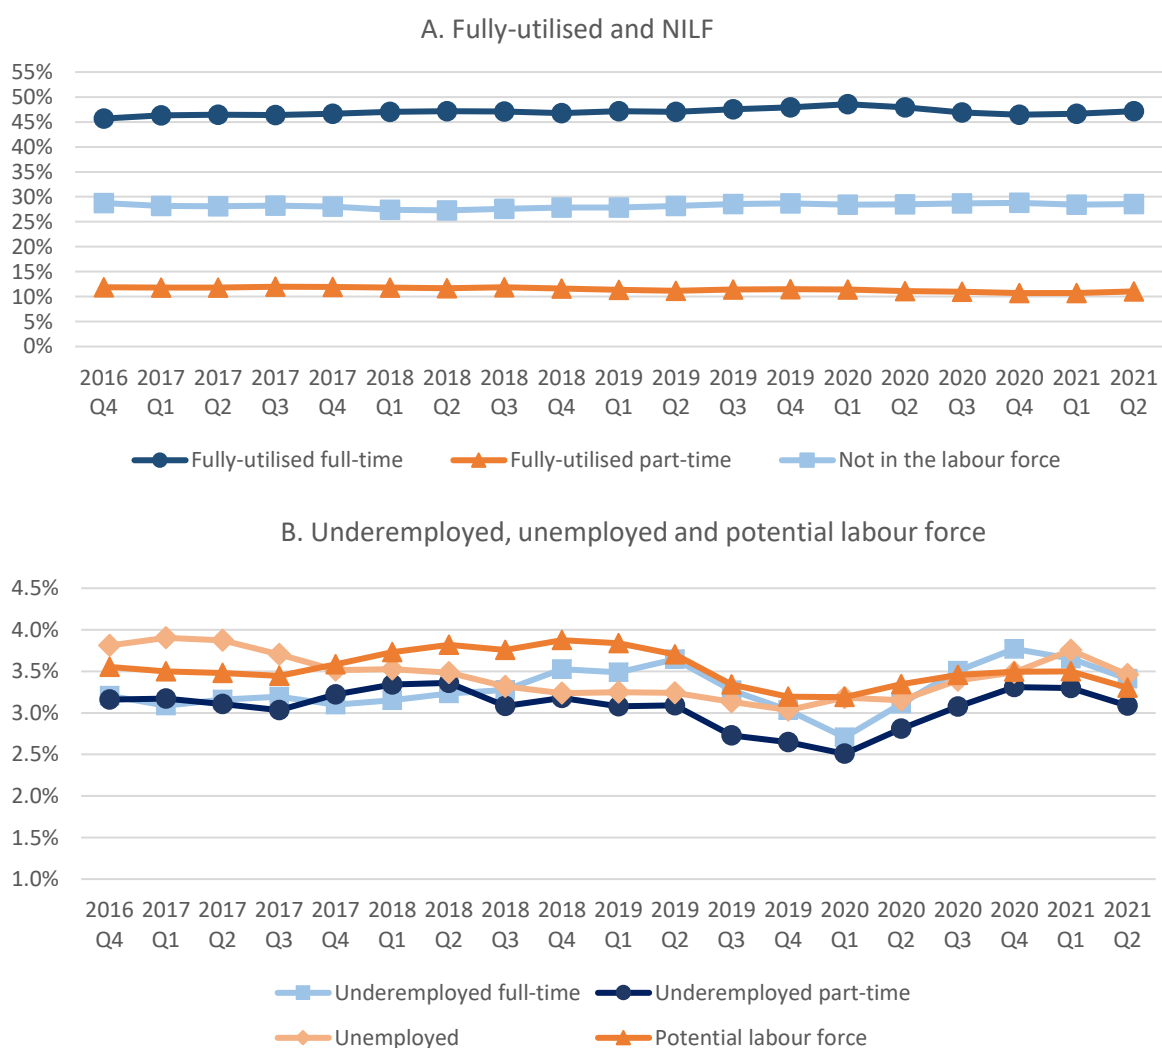 A. Fully-utilised and NILF
55%
50%
45%
40%
35%
30%
25%
20%
15%
10%
5%
0%
2016 2017 2017 2017 2017 2018 2018 2018 2018 2019 2019 2019 2019 2020 2020 2020 2020 2021 2021
Q4 Q1 Q2 Q3 Q4 Q1 Q2 Q3 Q4 Q1 Q2 Q3 Q4 Q1 Q2 Q3 Q4 Q1 Q2
Fully-utilised full-time Fully-utilised part-time Not in the labour force
B. Underemployed, unemployed and potential labour force
4.5%
4.0%
3.5%
3.0%
2.5%
2.0%
1.5%
1.0%
2016 2017 2017 2017 2017 2018 2018 2018 2018 2019 2019 2019 2019 2020 2020 2020 2020 2021 2021
Q4 Q1 Q2 Q3 Q4 Q1 Q2 Q3 Q4 Q1 Q2 Q3 Q4 Q1 Q2 Q3 Q4 Q1 Q2
Underemployed full-time Underemployed part-time
Unemployed Potential labour force